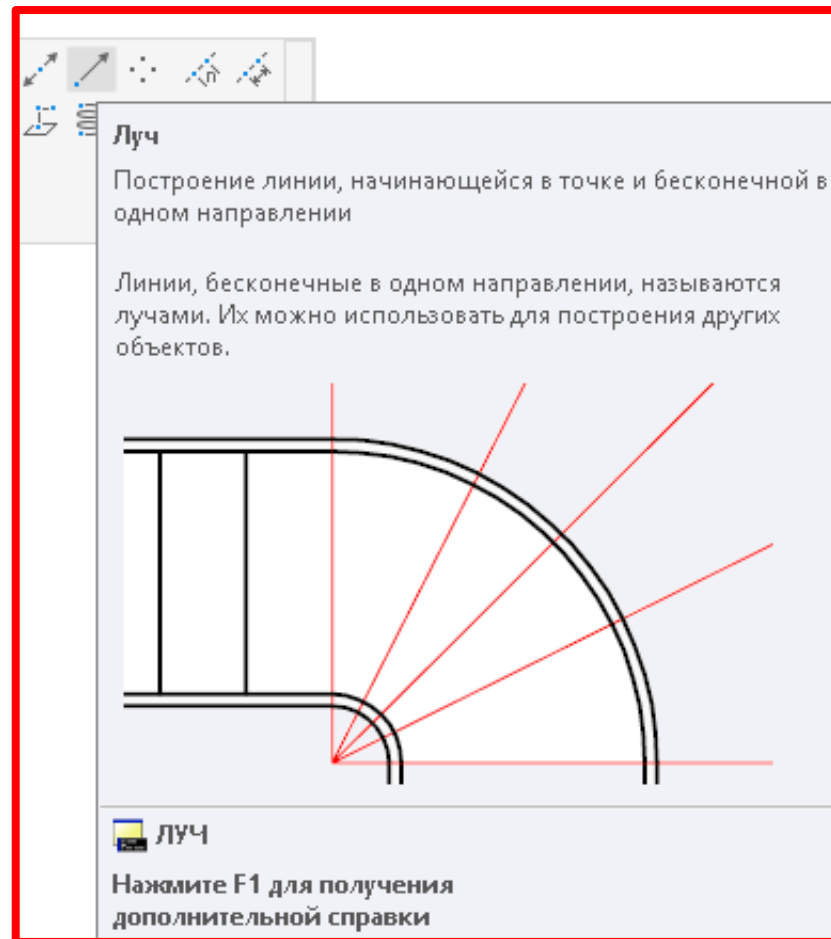 Луч
Построение линии, начинающейся в точке и бесконечной в
одном направлении
Линии, бесконечные в одном направлении, называются
лучами. Их можно использовать для построения других
объектов.
ЛУЧ
Нажмите F1 для получения
дополнительной справки